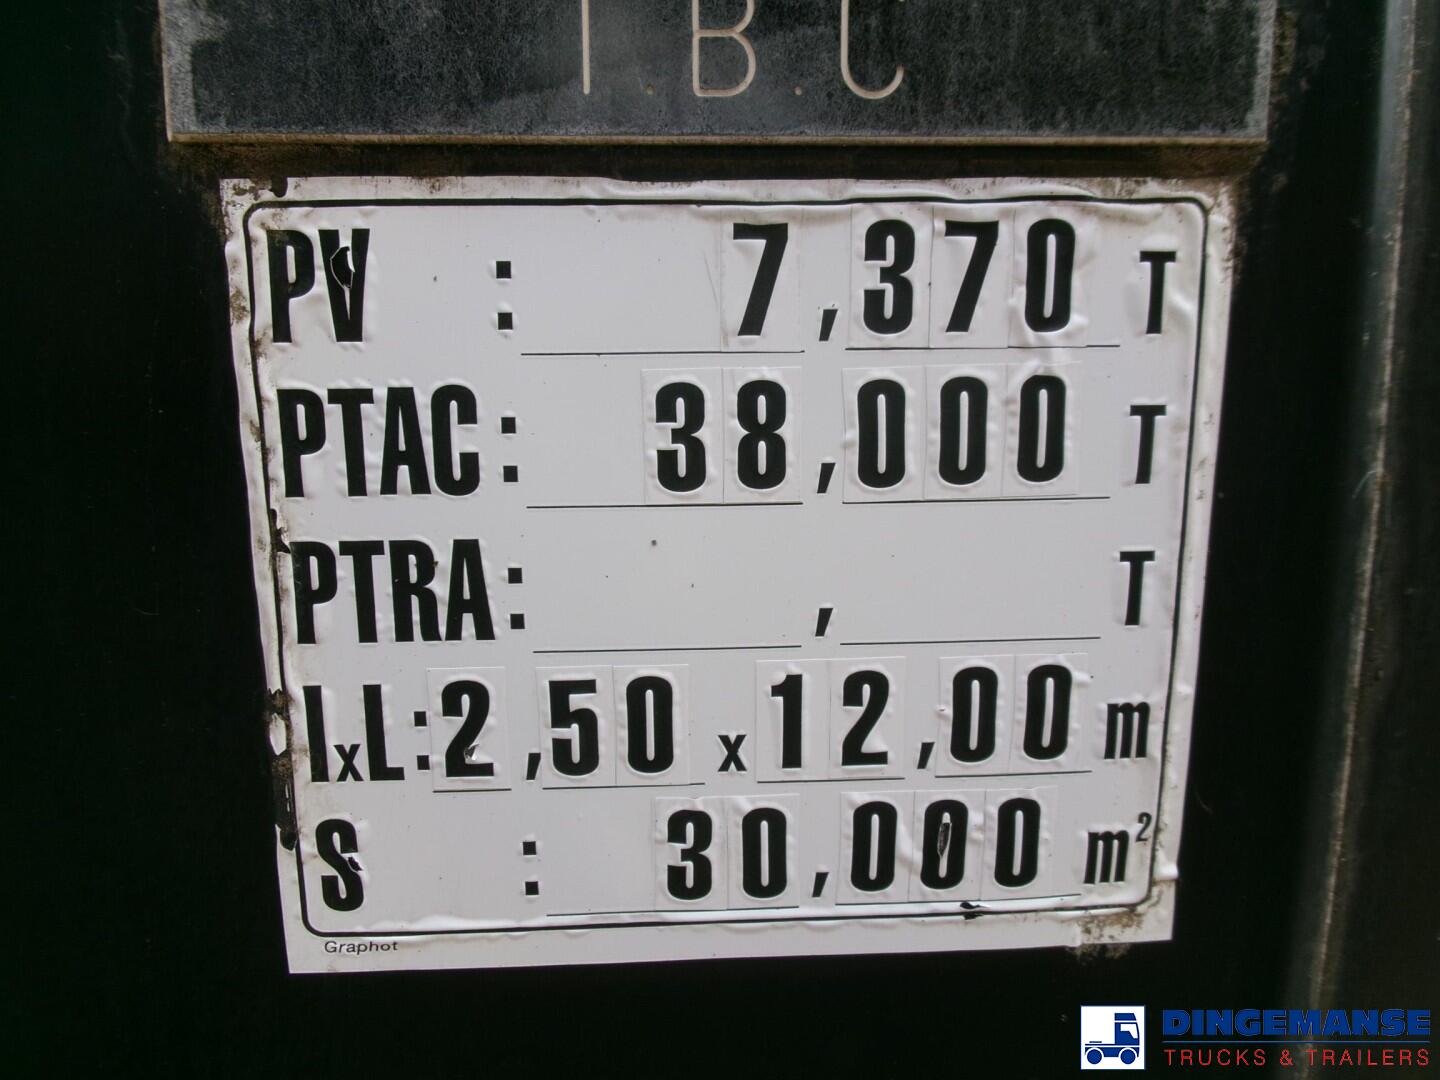 T.B.C
PV : 7,370 T
PTAC: 38,000 T
PTRA: , T
lxL: 2,50 x 12,00 m
S : 30,000 m²
Graphot
DINGEMANSE
TRUCKS & TRAILERS